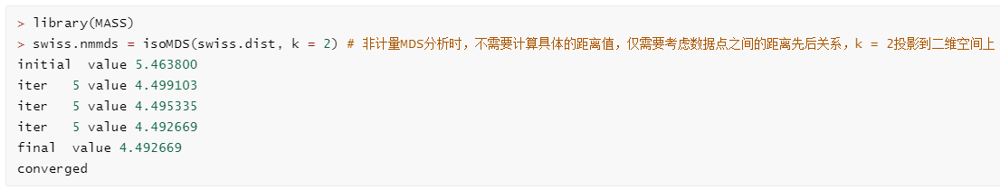 > library(MASS)
> swiss.nmmds = isoMDS(swiss.dist, k = 2) # 非计量MDS分析时，不需要计算具体的距离值，仅需要考虑数据点之间的距离先后关系，k = 2投影到二维空间上
initial  value 5.463800
iter   5 value 4.499103
iter   5 value 4.495335
iter   5 value 4.492669
final  value 4.492669
converged